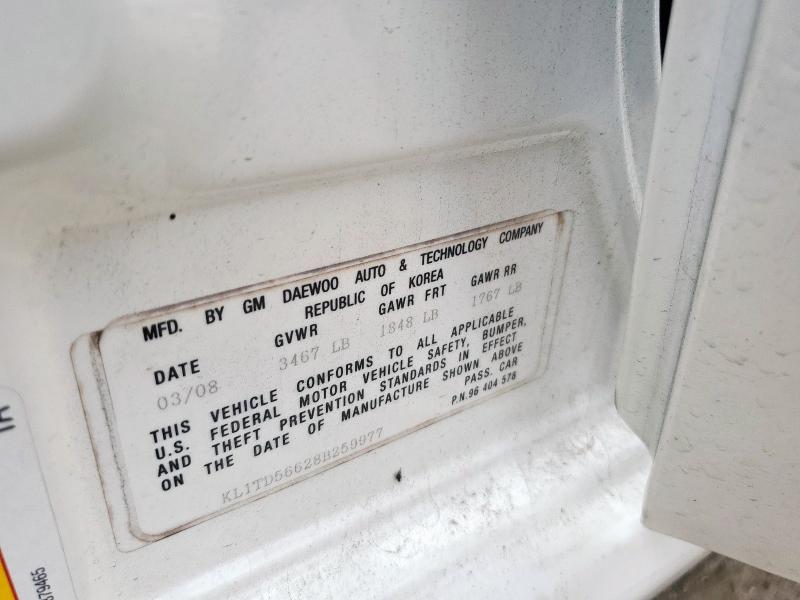 MFD. BY GM DAEWOO AUTO & TECHNOLOGY COMPANY
REPUBLIC OF KOREA
DATE GVWR GAWR FRT GAWR RR
03/08 3467 LB 1848 LB 1767 LB
THIS VEHICLE CONFORMS TO ALL APPLICABLE
U.S. FEDERAL MOTOR VEHICLE SAFETY, BUMPER,
AND THEFT PREVENTION STANDARDS IN EFFECT
ON THE DATE OF MANUFACTURE SHOWN ABOVE
PASS. CAR
P.N.96 404 578
KL1TD56628B259977
879465